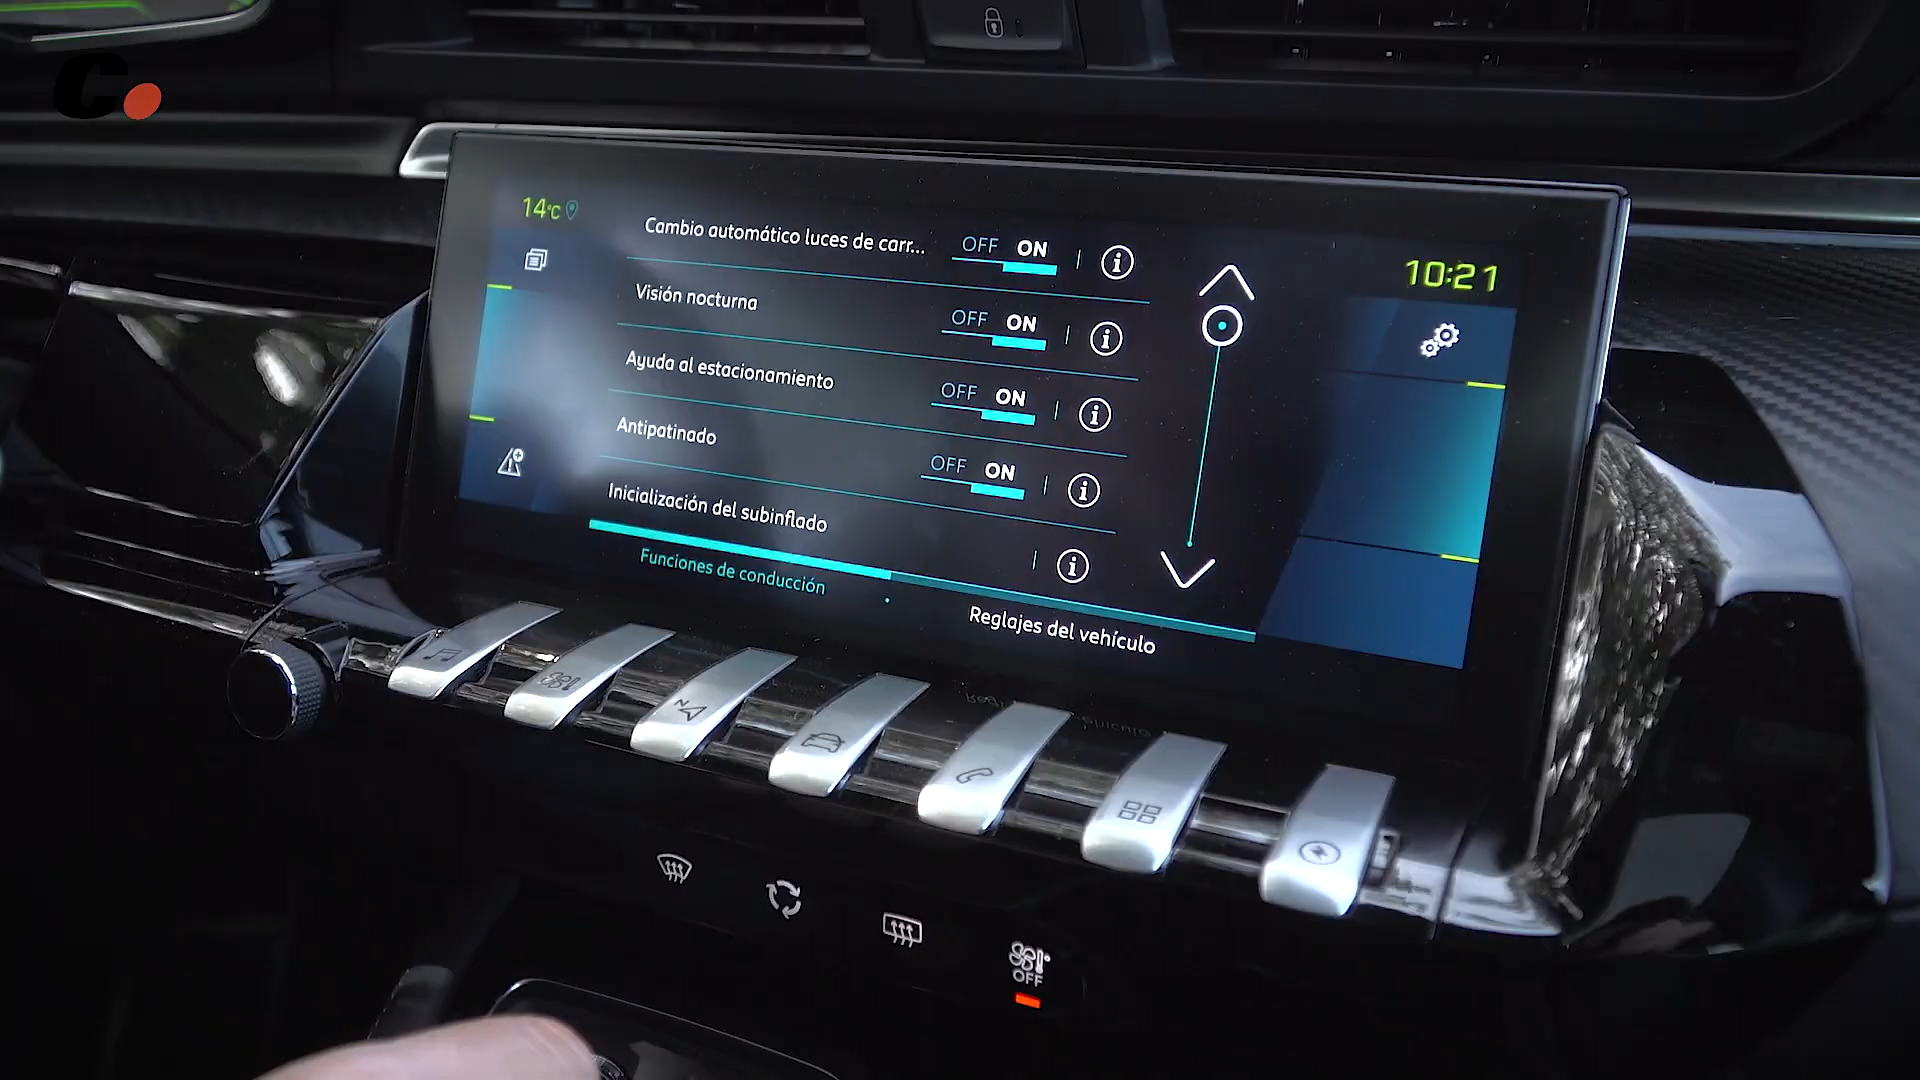 14°C
10:21
Cambio automático luces de carr... OFF ON
Visión nocturna OFF ON
Ayuda al estacionamiento OFF ON
Antipatinado OFF ON
Inicialización del subinflado
Funciones de conducción
Reglajes del vehículo
N
OFF
C.